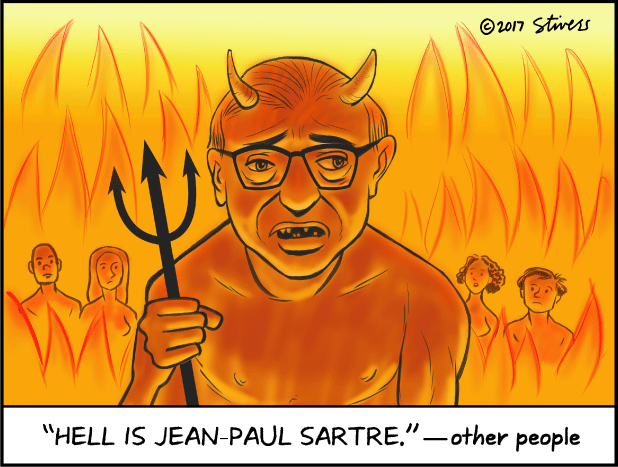 ©2017 Stivers
"HELL IS JEAN-PAUL SARTRE." —other people